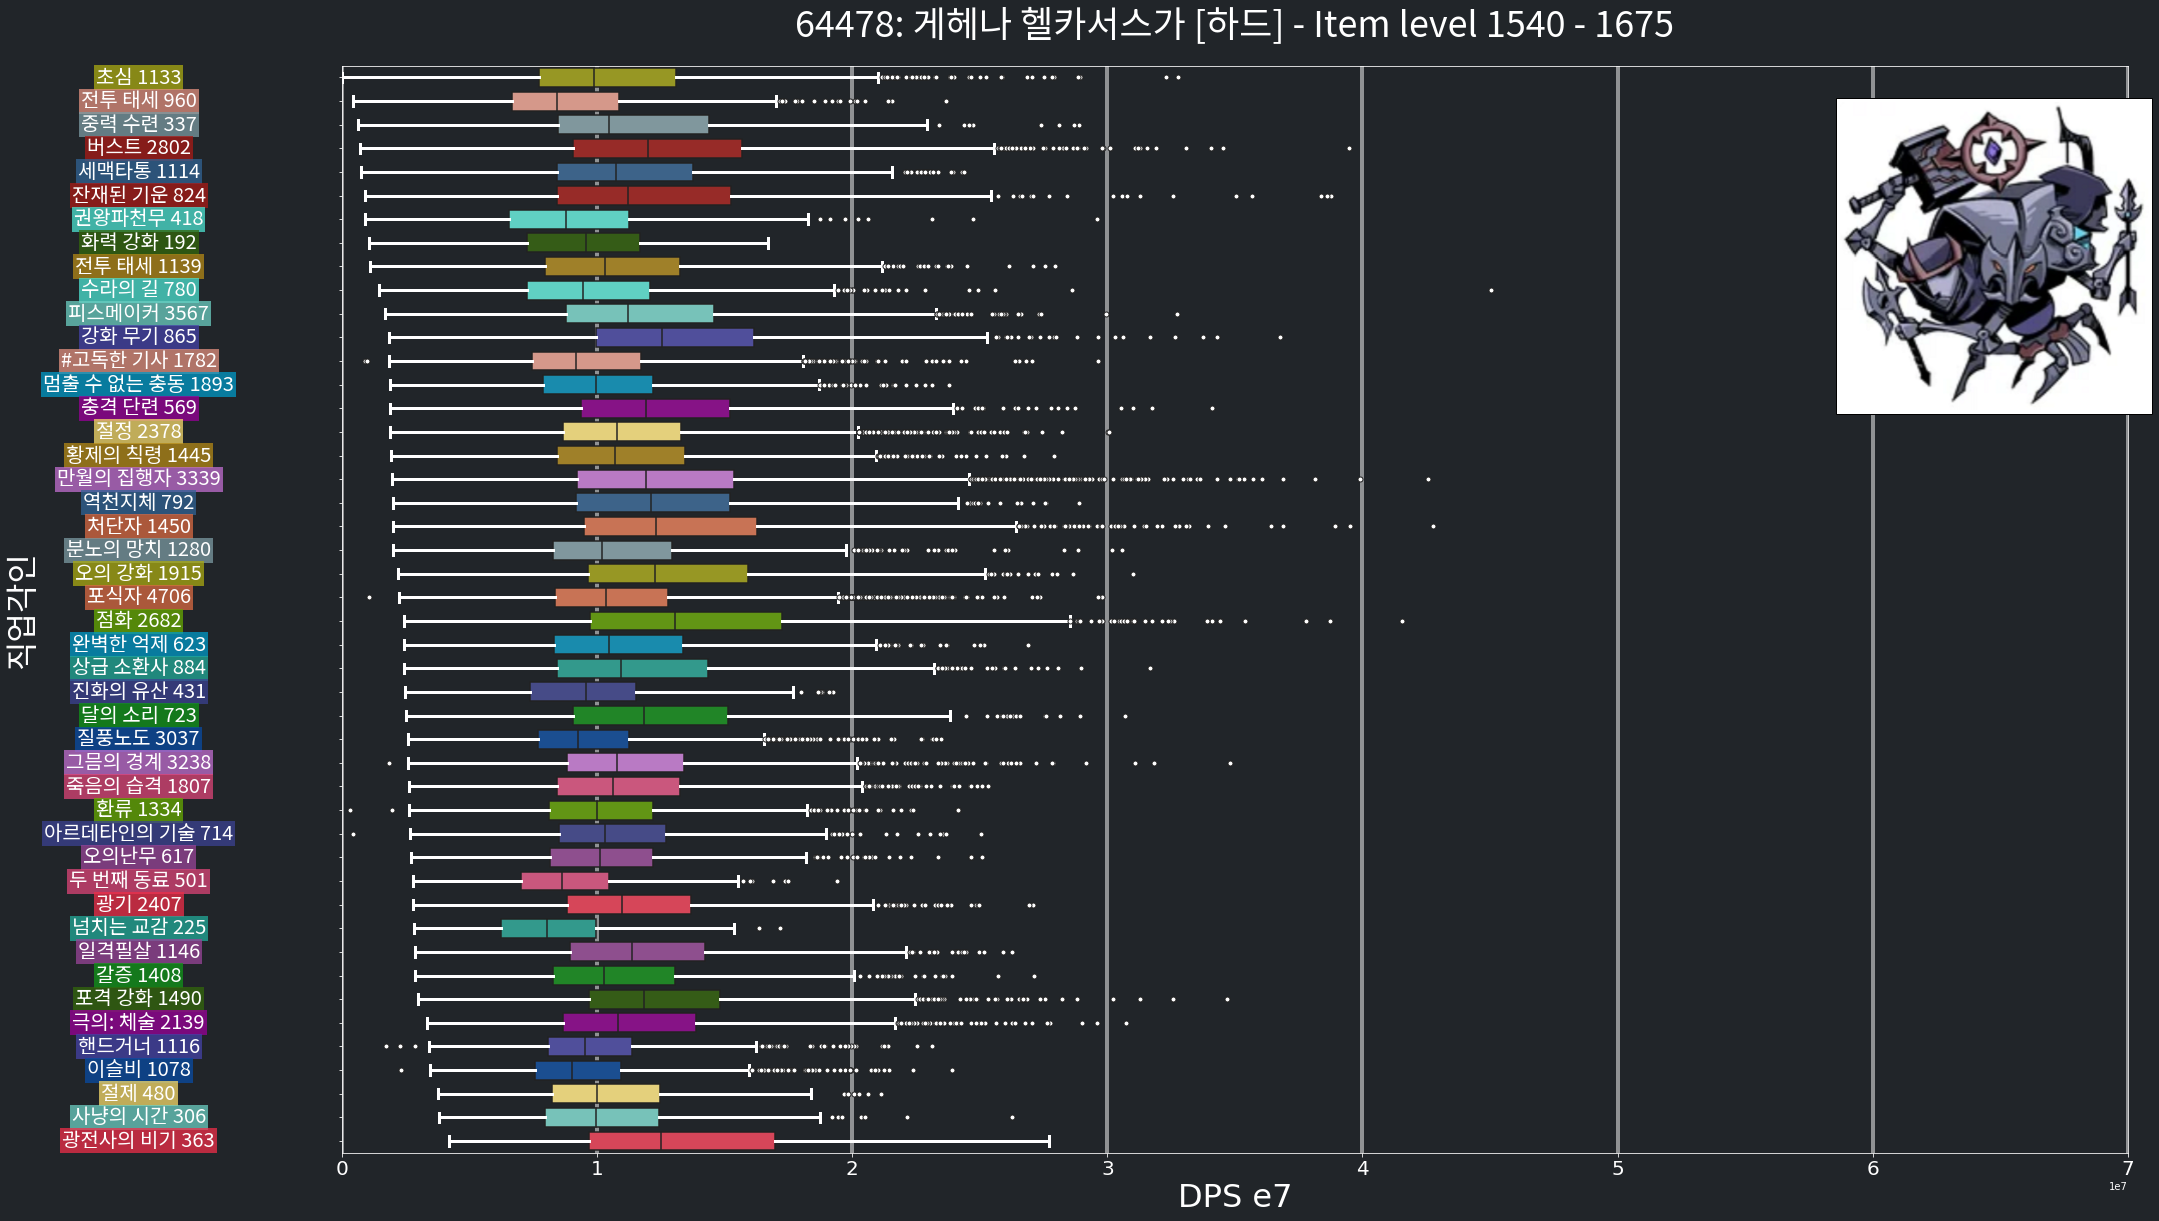 64478: 게헤나 헬카서스가 [하드] - Item level 1540 - 1675
초심 1133
전투 태세 960
중력 수련 337
버스트 2802
세맥타통 1114
잔재된 기운 824
권왕파천무 418
화력 강화 192
전투 태세 1139
수라의 길 780
피스메이커 3567
강화 무기 865
#고독한 기사 1782
멈출 수 없는 충동 1893
충격 단련 569
절정 2378
황제의 칙령 1445
만월의 집행자 3339
역천지체 792
처단자 1450
분노의 망치 1280
오의 강화 1915
포식자 4706
점화 2682
완벽한 억제 623
상급 소환사 884
진화의 유산 431
달의 소리 723
질풍노도 3037
그믐의 경계 3238
죽음의 습격 1807
환류 1334
아르데타인의 기술 714
오의난무 617
두 번째 동료 501
광기 2407
넘치는 교감 225
일격필살 1146
갈증 1408
포격 강화 1490
극의: 체술 2139
핸드거너 1116
이슬비 1078
절제 480
사냥의 시간 306
광전사의 비기 363
직업각인
0 1 2 3 4 5 6 7
DPS e7
1e7